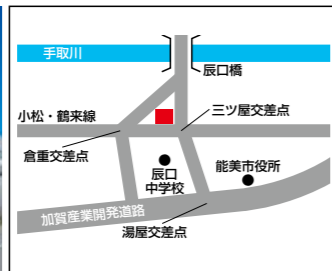 手取川
辰口橋
小松・鶴来線
三ツ屋交差点
倉重交差点
辰口
中学校
能美市役所
加賀産業開発道路
湯屋交差点